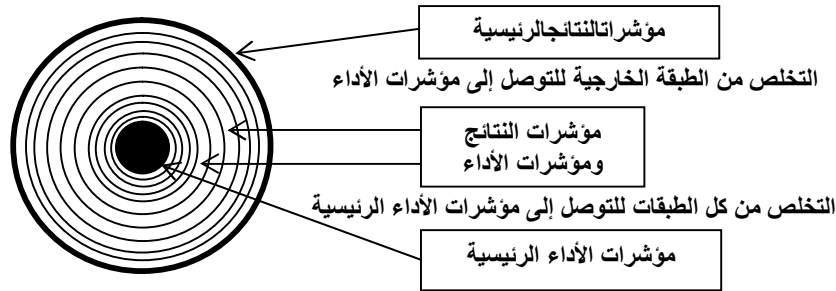 مؤشراتالنتائجالرئيسية
التخلص من الطبقة الخارجية للتوصل إلى مؤشرات الأداء
مؤشرات النتائج
ومؤشرات الأداء
التخلص من كل الطبقات للتوصل إلى مؤشرات الأداء الرئيسية
مؤشرات الأداء الرئيسية